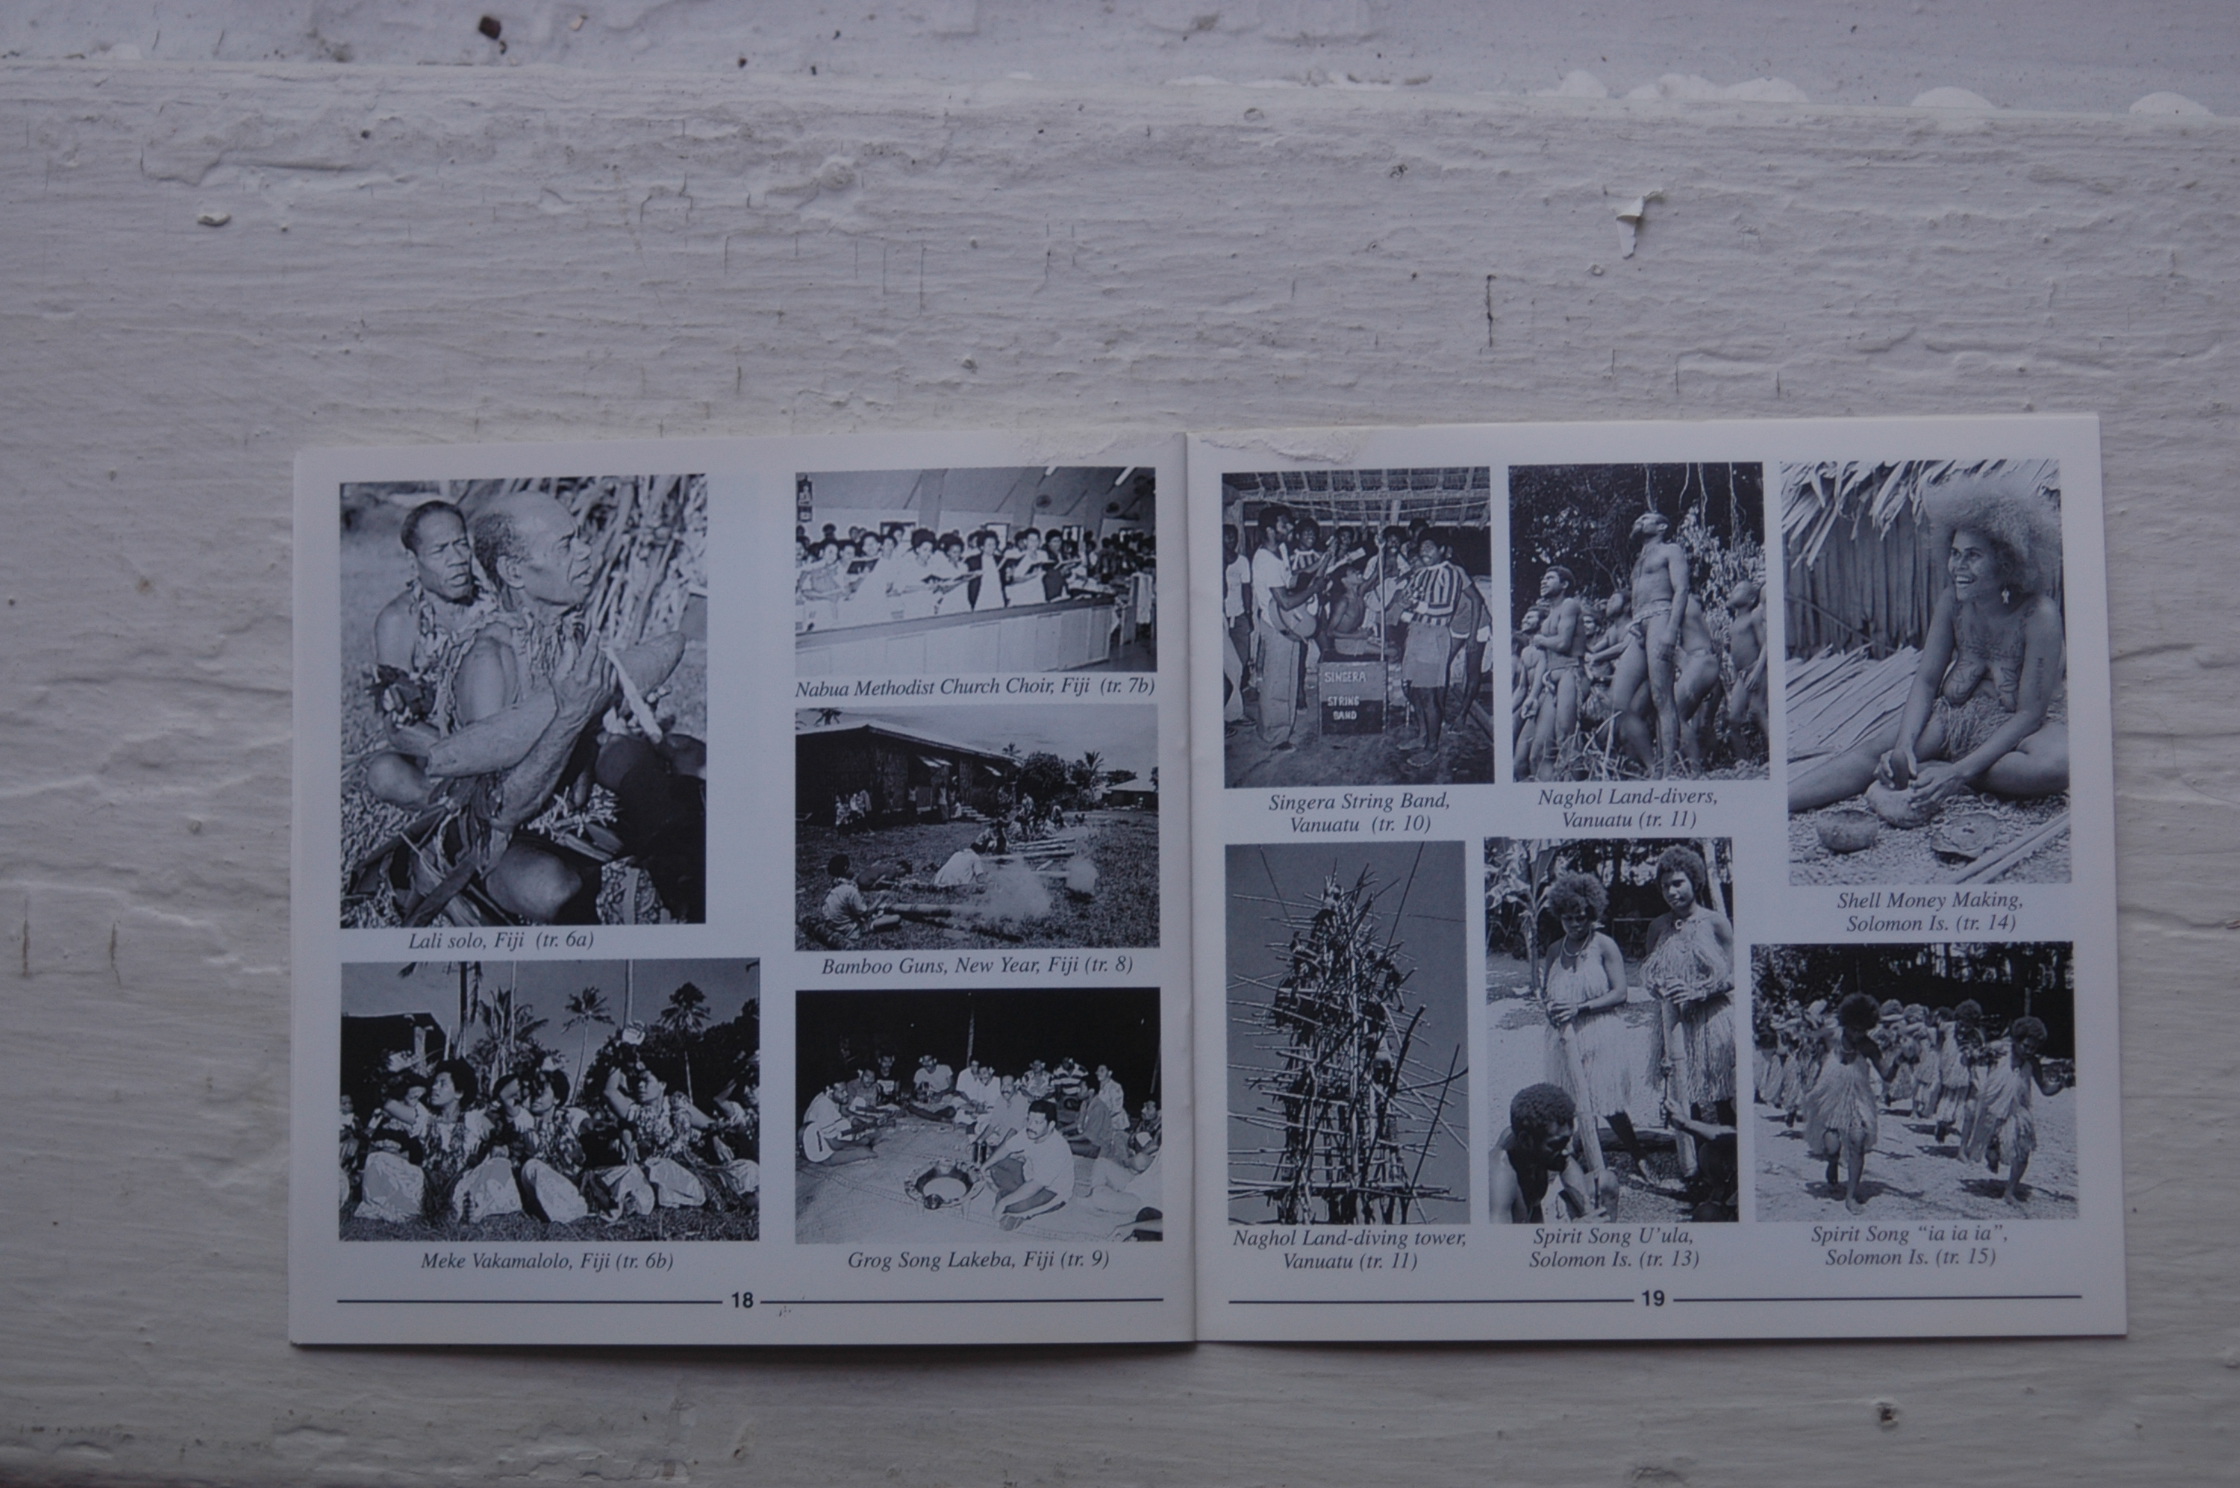 Lali solo, Fiji (tr. 6a)
Meke Vakamalolo, Fiji (tr. 6b)
Nabua Methodist Church Choir, Fiji (tr. 7b)
Bamboo Guns, New Year, Fiji (tr. 8)
Grog Song Lakeba, Fiji (tr. 9)
18
SINGERA
STRING
BAND
Singera String Band,
Vanuatu (tr. 10)
Naghol Land-divers,
Vanuatu (tr. 11)
Shell Money Making,
Solomon Is. (tr. 14)
Naghol Land-diving tower,
Vanuatu (tr. 11)
Spirit Song U'ula,
Solomon Is. (tr. 13)
Spirit Song “ia ia ia”,
Solomon Is. (tr. 15)
19